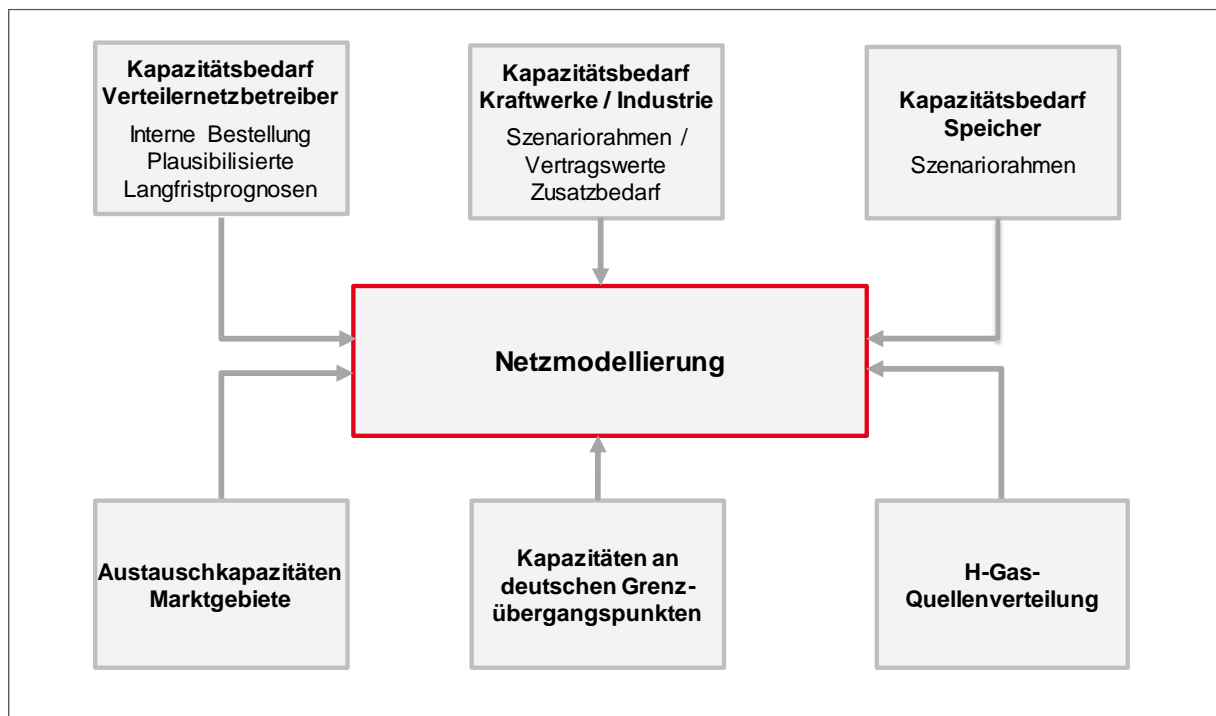 Kapazitätsbedarf
Verteilernetzbetreiber
Interne Bestellung
Plausibilisierte
Langfristprognosen
Kapazitätsbedarf
Kraftwerke / Industrie
Szenariorahmen /
Vertragswerte
Zusatzbedarf
Kapazitätsbedarf
Speicher
Szenariorahmen
Netzmodellierung
Austauschkapazitäten
Marktgebiete
Kapazitäten an
deutschen Grenz-
übergangspunkten
H-Gas-
Quellenverteilung